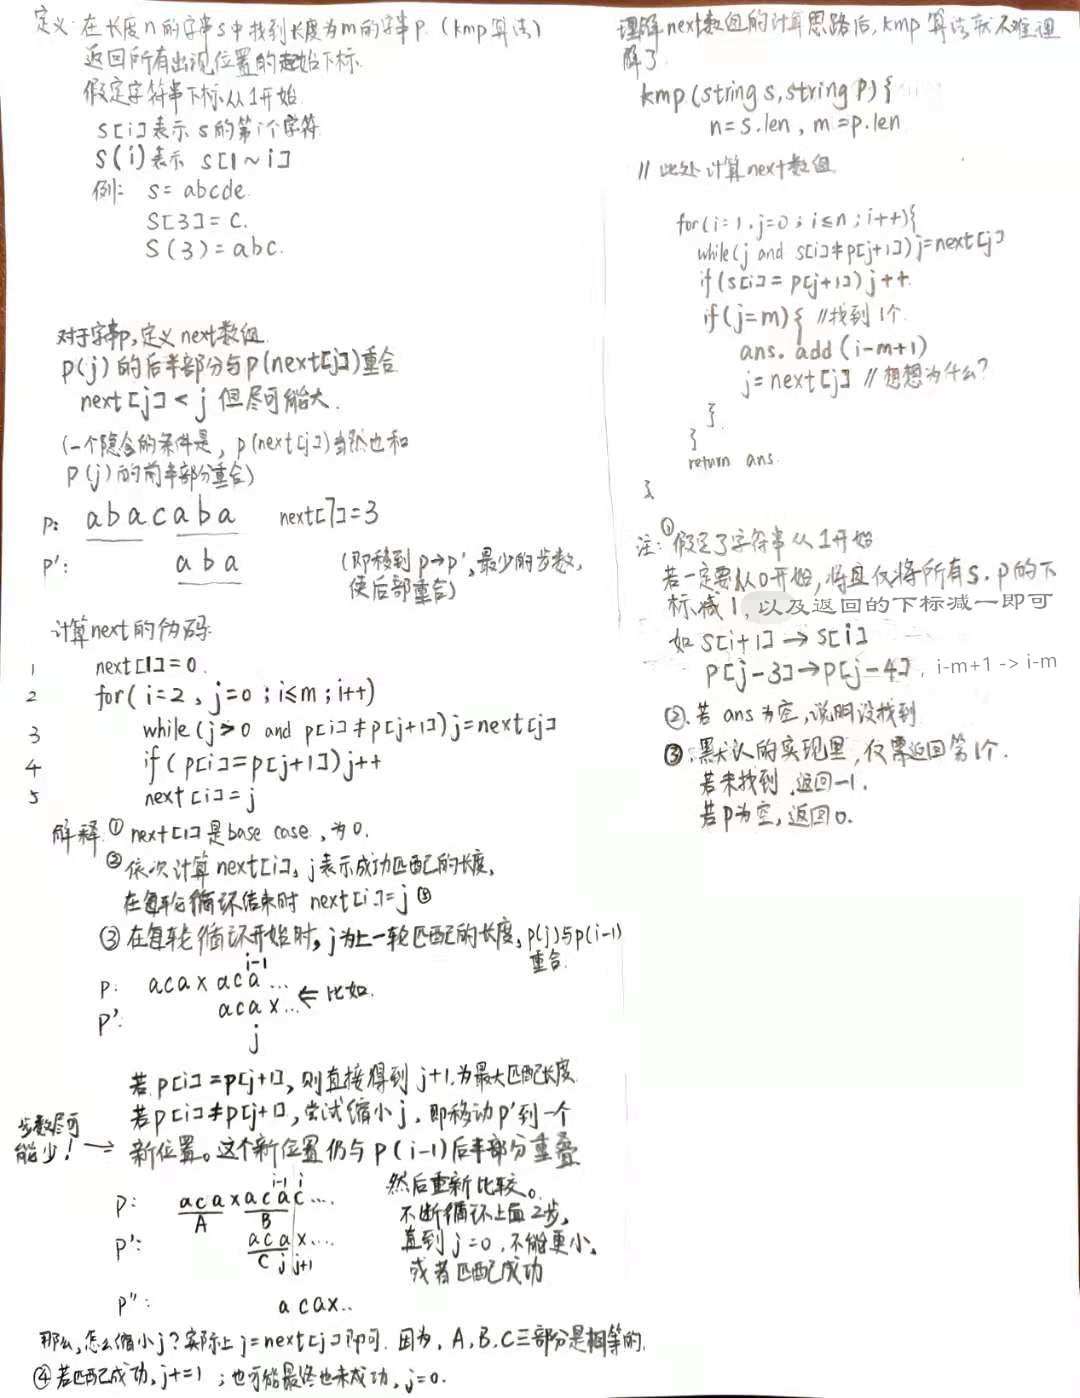 定义: 在长度n的字串s中找到长度为m的字串p. (kmp算法)
返回所有出现位置的起始下标.
假定字符串下标从1开始
s[i]表示s的第i个字符
S(i)表示 S[1~i]
例: s=abcde.
S[3]=c.
S(3)=abc.
对于字串p,定义next数组
p(j)的后半部分与p(next[j])重合
next[j]<j 但尽可能大.
(一个隐含的条件是, p(next[j])当然也和
p(j)的前半部分重合)
p: abacaba next[7]=3
p': aba (即移到p→p',最少的步数,
使后部重合)
计算next的伪码:
1 next[1]=0.
2 for(i=2,j=0;i≤m;i++)
3 while(j>0 and p[i]≠p[j+1])j=next[j]
4 if(p[i]=p[j+1])j++
5 next[i]=j
解释:① next[1]是base case,为0.
② 依次计算next[i], j表示成功匹配的长度,
在每轮循环结束时next[i]=j ⑤
③ 在每轮循环开始时, j为上一轮匹配的长度, p(j)与p(i-1)
重合.
i-1
p: acaxaca...
p': acax... ← 比如.
j
若p[i]=p[j+1], 则直接得到j+1.为最大匹配长度
若p[i]≠p[j+1],尝试缩小j, 即移动p'到一个
新位置。这个新位置仍与p(i-1)后半部分重叠
步数尽可
能少! →
i-1 i
p: acaxacac....
A B
p': acax....
C j j+1
p": acax..
然后重新比较。
不断循环上面2步,
直到j=0,不能更小。
或者匹配成功
那么,怎么缩小j?实际上j=next[j]即可. 因为, A,B,C三部分是相等的.
④若匹配成功,j+=1 ;也可能最终也未成功, j=0.
理解next数组的计算思路后,kmp算法就不难理
解了.
kmp(string s,string p){
n=s.len, m=p.len
// 此处计算next数组
for(i=1,j=0;i≤n;i++){
while(j and s[i]≠p[j+1])j=next[j]
if(s[i]=p[j+1])j++
if(j=m){ //找到1个
ans.add(i-m+1)
j=next[j] //想想为什么?
}
}
return ans.
}
注:①假定了字符串从1开始
若一定要从0开始,将且仅将所有s.p的下
标减1, 以及返回的下标减一即可
如 s[i+1]→s[i]
p[j-3]→p[j-4], i-m+1 -> i-m
②.若ans为空,说明没找到
③.默认的实现里,仅需返回第1个.
若未找到,返回-1.
若p为空,返回0.